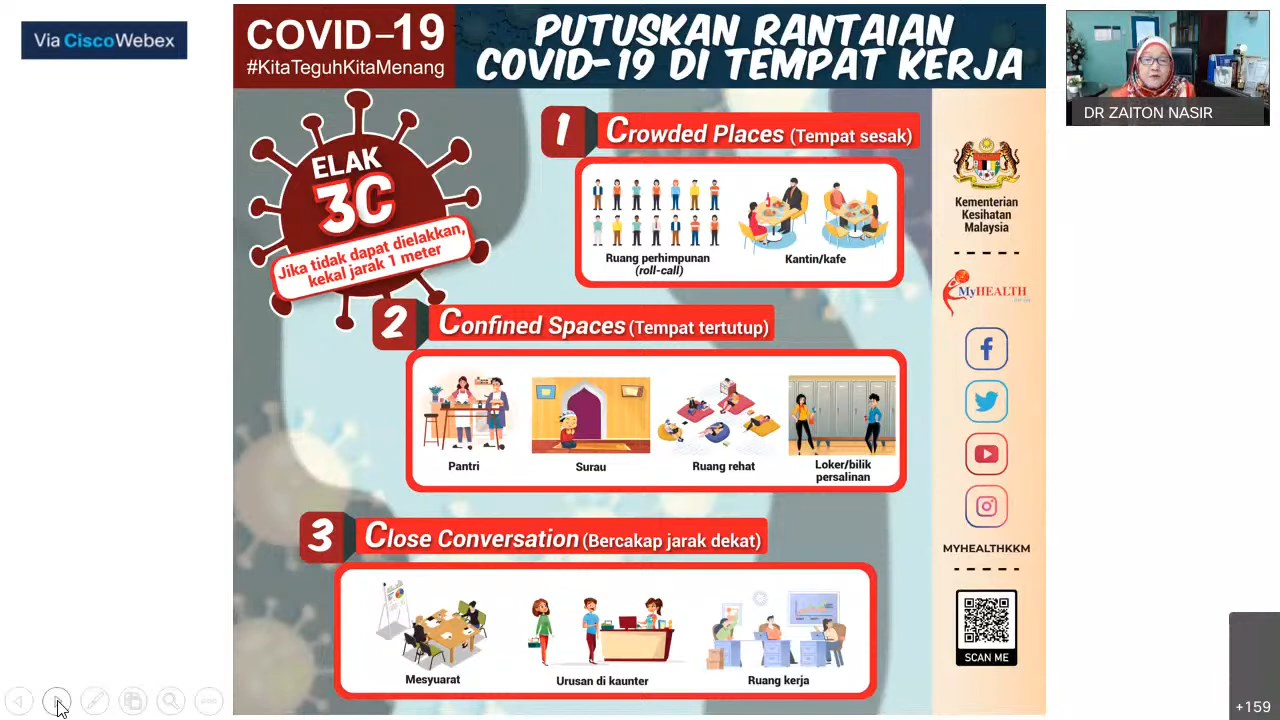 Via CiscoWebex
COVID-19
#KitaTeguhKitaMenang
PUTUSKAN RANTAIAN
COVID-19 DI TEMPAT KERJA
DR ZAITON NASIR
ELAK
3C
Jika tidak dapat dielakkan,
kekal jarak 1 meter
1 Crowded Places (Tempat sesak)
Ruang perhimpunan
(roll-call)
Kantin/kafe
2 Confined Spaces (Tempat tertutup)
Pantri
Surau
Ruang rehat
Loker/bilik
persalinan
3 Close Conversation (Bercakap jarak dekat)
Mesyuarat
Urusan di kaunter
Ruang kerja
Kementerian
Kesihatan
Malaysia
MyHEALTH
MYHEALTHKKM
SCAN ME
+159